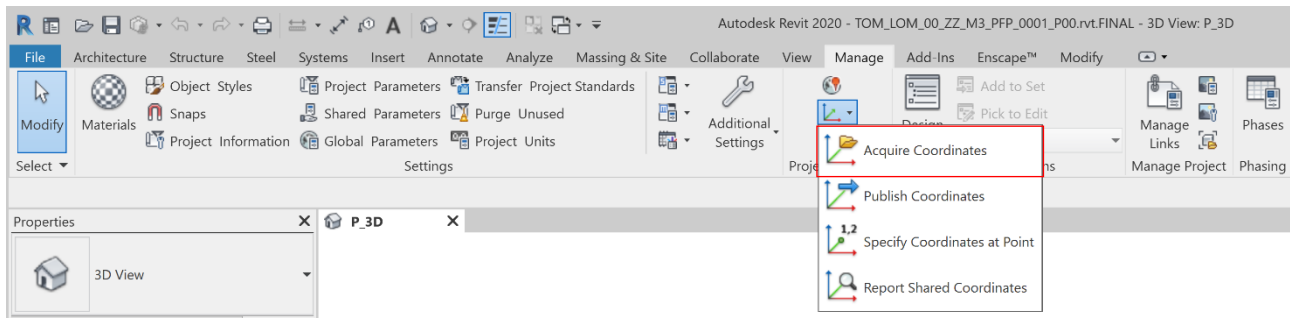 Autodesk Revit 2020 - TOM_LOM_00_ZZ_M3_PFP_0001_P00.rvt.FINAL - 3D View: P_3D
File Architecture Structure Steel Systems Insert Annotate Analyze Massing & Site Collaborate View Manage Add-Ins Enscape™ Modify
Object Styles Project Parameters Transfer Project Standards Add to Set
Snaps Shared Parameters Purge Unused Pick to Edit
Modify Materials Additional Settings Design Manage Links Phases
Project Information Global Parameters Project Units
Select Settings Manage Project Phasing
Acquire Coordinates
Publish Coordinates
1,2
Specify Coordinates at Point
Report Shared Coordinates
Properties X P_3D X
3D View